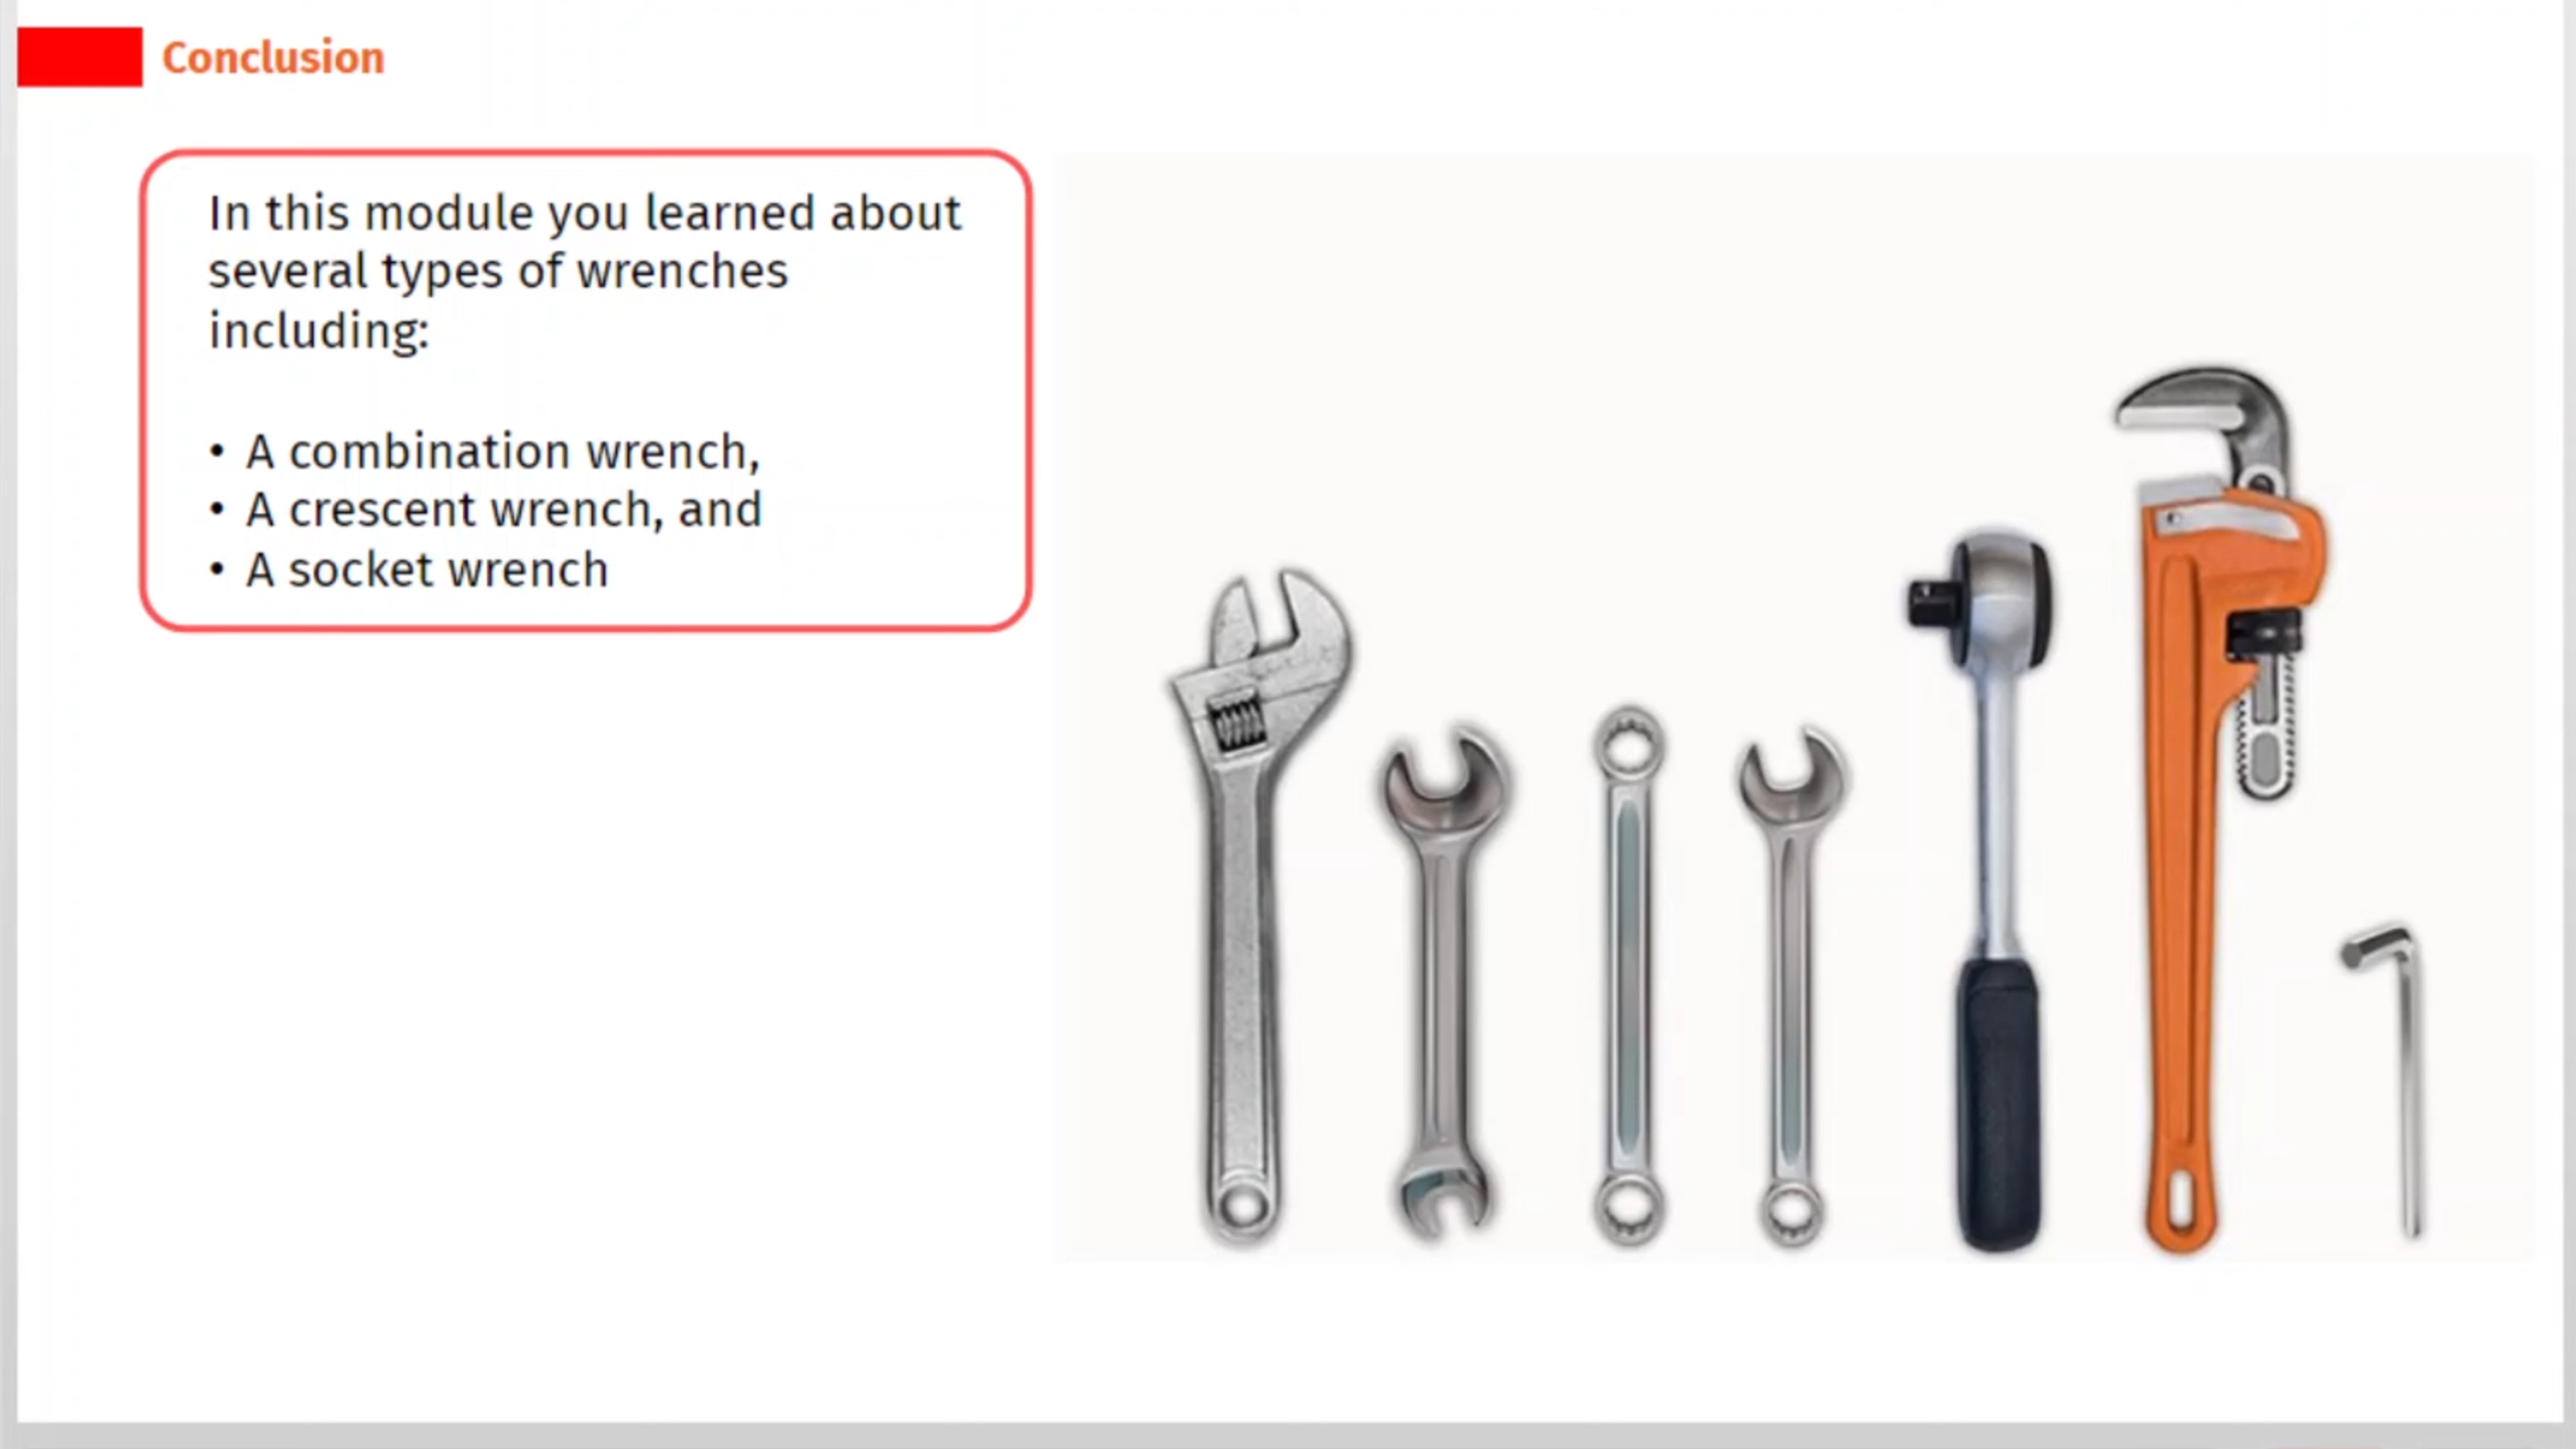 Conclusion
In this module you learned about
several types of wrenches
including:
• A combination wrench,
• A crescent wrench, and
• A socket wrench